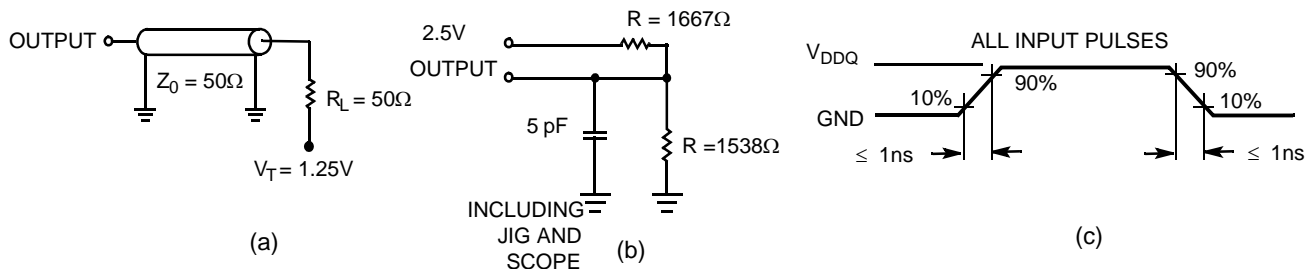 OUTPUT
Z0 = 50Ω
RL = 50Ω
VT = 1.25V
(a)
R = 1667Ω
2.5V
OUTPUT
5 pF
R =1538Ω
INCLUDING
JIG AND
SCOPE
(b)
ALL INPUT PULSES
VDDQ
GND
10%
90%
90%
10%
≤ 1ns
≤ 1ns
(c)